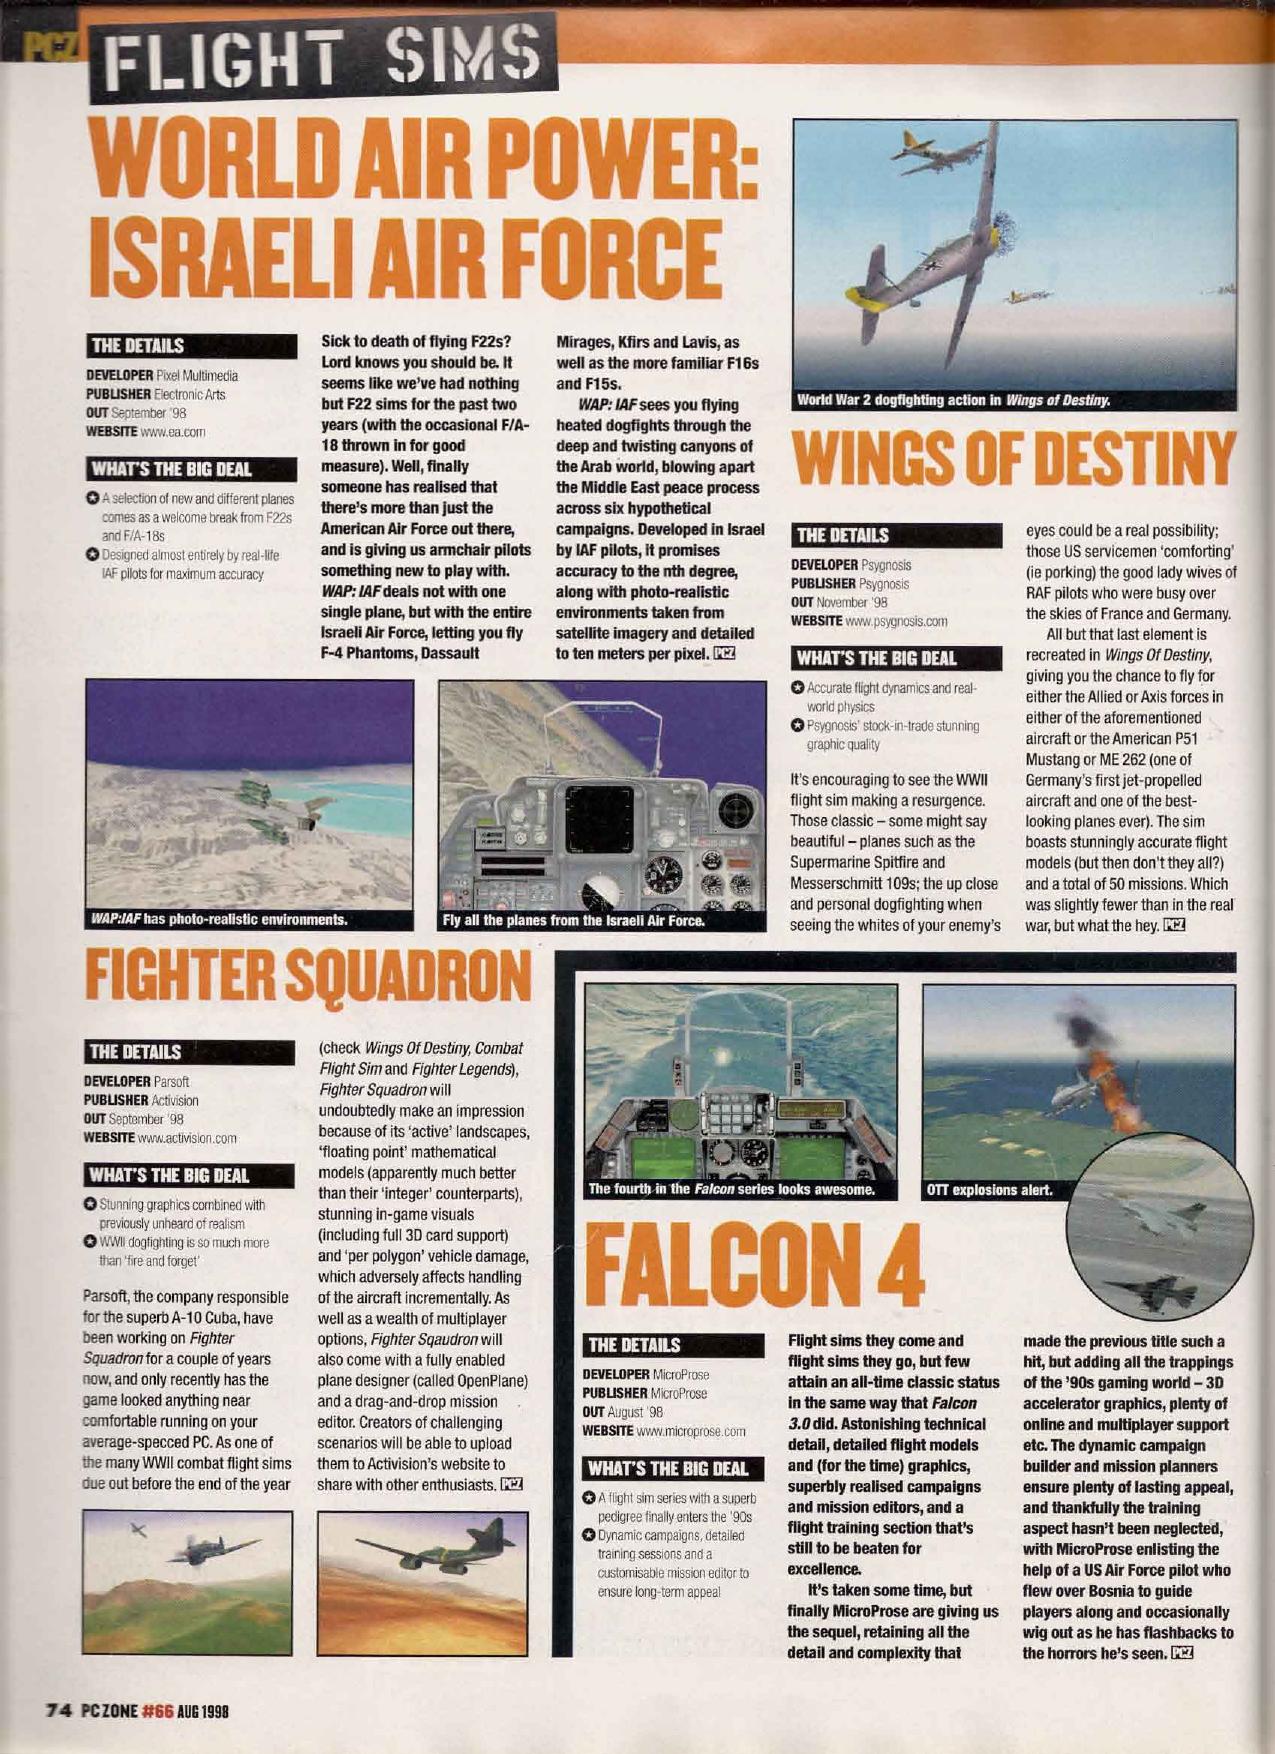 PCZ
FLIGHT SIMS
WORLD AIR POWER:
ISRAELI AIR FORCE
THE DETAILS
DEVELOPER Pixel Multimedia
PUBLISHER Electronic Arts
OUT September '98
WEBSITE www.ea.com
WHAT'S THE BIG DEAL
A selection of new and different planes
comes as a welcome break from F22s
and F/A-18s
Designed almost entirely by real-life
IAF pilots for maximum accuracy
Sick to death of flying F22s?
Lord knows you should be. It
seems like we've had nothing
but F22 sims for the past two
years (with the occasional F/A-
18 thrown in for good
measure). Well, finally
someone has realised that
there's more than just the
American Air Force out there,
and is giving us armchair pilots
something new to play with.
WAP: IAF deals not with one
single plane, but with the entire
Israeli Air Force, letting you fly
F-4 Phantoms, Dassault
Mirages, Kfirs and Lavis, as
well as the more familiar F16s
and F15s.
WAP: IAF sees you flying
heated dogfights through the
deep and twisting canyons of
the Arab world, blowing apart
the Middle East peace process
across six hypothetical
campaigns. Developed in Israel
by IAF pilots, it promises
accuracy to the nth degree,
along with photo-realistic
environments taken from
satellite imagery and detailed
to ten meters per pixel. PCZ
WAP:IAF has photo-realistic environments.
Fly all the planes from the Israeli Air Force.
World War 2 dogfighting action in Wings of Destiny.
WINGS OF DESTINY
THE DETAILS
DEVELOPER Psygnosis
PUBLISHER Psygnosis
OUT November '98
WEBSITE www.psygnosis.com
WHAT'S THE BIG DEAL
Accurate flight dynamics and real-
world physics
Psygnosis' stock-in-trade stunning
graphic quality
It's encouraging to see the WWII
flight sim making a resurgence.
Those classic – some might say
beautiful – planes such as the
Supermarine Spitfire and
Messerschmitt 109s; the up close
and personal dogfighting when
seeing the whites of your enemy's
eyes could be a real possibility;
those US servicemen 'comforting'
(ie porking) the good lady wives of
RAF pilots who were busy over
the skies of France and Germany.
All but that last element is
recreated in Wings Of Destiny,
giving you the chance to fly for
either the Allied or Axis forces in
either of the aforementioned
aircraft or the American P51
Mustang or ME 262 (one of
Germany's first jet-propelled
aircraft and one of the best-
looking planes ever). The sim
boasts stunningly accurate flight
models (but then don't they all?)
and a total of 50 missions. Which
was slightly fewer than in the real
war, but what the hey. PCZ
FIGHTER SQUADRON
THE DETAILS
DEVELOPER Parsoft
PUBLISHER Activision
OUT September '98
WEBSITE www.activision.com
WHAT'S THE BIG DEAL
Stunning graphics combined with
previously unheard of realism
WWII dogfighting is so much more
than 'fire and forget'
Parsoft, the company responsible
for the superb A-10 Cuba, have
been working on Fighter
Squadron for a couple of years
now, and only recently has the
game looked anything near
comfortable running on your
average-specced PC. As one of
the many WWII combat flight sims
due out before the end of the year
(check Wings Of Destiny, Combat
Flight Sim and Fighter Legends),
Fighter Squadron will
undoubtedly make an impression
because of its 'active' landscapes,
'floating point' mathematical
models (apparently much better
than their 'integer' counterparts),
stunning in-game visuals
(including full 3D card support)
and 'per polygon' vehicle damage,
which adversely affects handling
of the aircraft incrementally. As
well as a wealth of multiplayer
options, Fighter Sqaudron will
also come with a fully enabled
plane designer (called OpenPlane)
and a drag-and-drop mission
editor. Creators of challenging
scenarios will be able to upload
them to Activision's website to
share with other enthusiasts. PCZ
The fourth in the Falcon series looks awesome.
OTT explosions alert.
FALCON 4
THE DETAILS
DEVELOPER MicroProse
PUBLISHER MicroProse
OUT August '98
WEBSITE www.microprose.com
WHAT'S THE BIG DEAL
A flight sim series with a superb
pedigree finally enters the '90s
Dynamic campaigns, detailed
training sessions and a
customisable mission editor to
ensure long-term appeal
Flight sims they come and
flight sims they go, but few
attain an all-time classic status
in the same way that Falcon
3.0 did. Astonishing technical
detail, detailed flight models
and (for the time) graphics,
superbly realised campaigns
and mission editors, and a
flight training section that's
still to be beaten for
excellence.
It's taken some time, but
finally MicroProse are giving us
the sequel, retaining all the
detail and complexity that
made the previous title such a
hit, but adding all the trappings
of the '90s gaming world – 3D
accelerator graphics, plenty of
online and multiplayer support
etc. The dynamic campaign
builder and mission planners
ensure plenty of lasting appeal,
and thankfully the training
aspect hasn't been neglected,
with MicroProse enlisting the
help of a US Air Force pilot who
flew over Bosnia to guide
players along and occasionally
wig out as he has flashbacks to
the horrors he's seen. PCZ
74 PC ZONE #66 AUG 1998